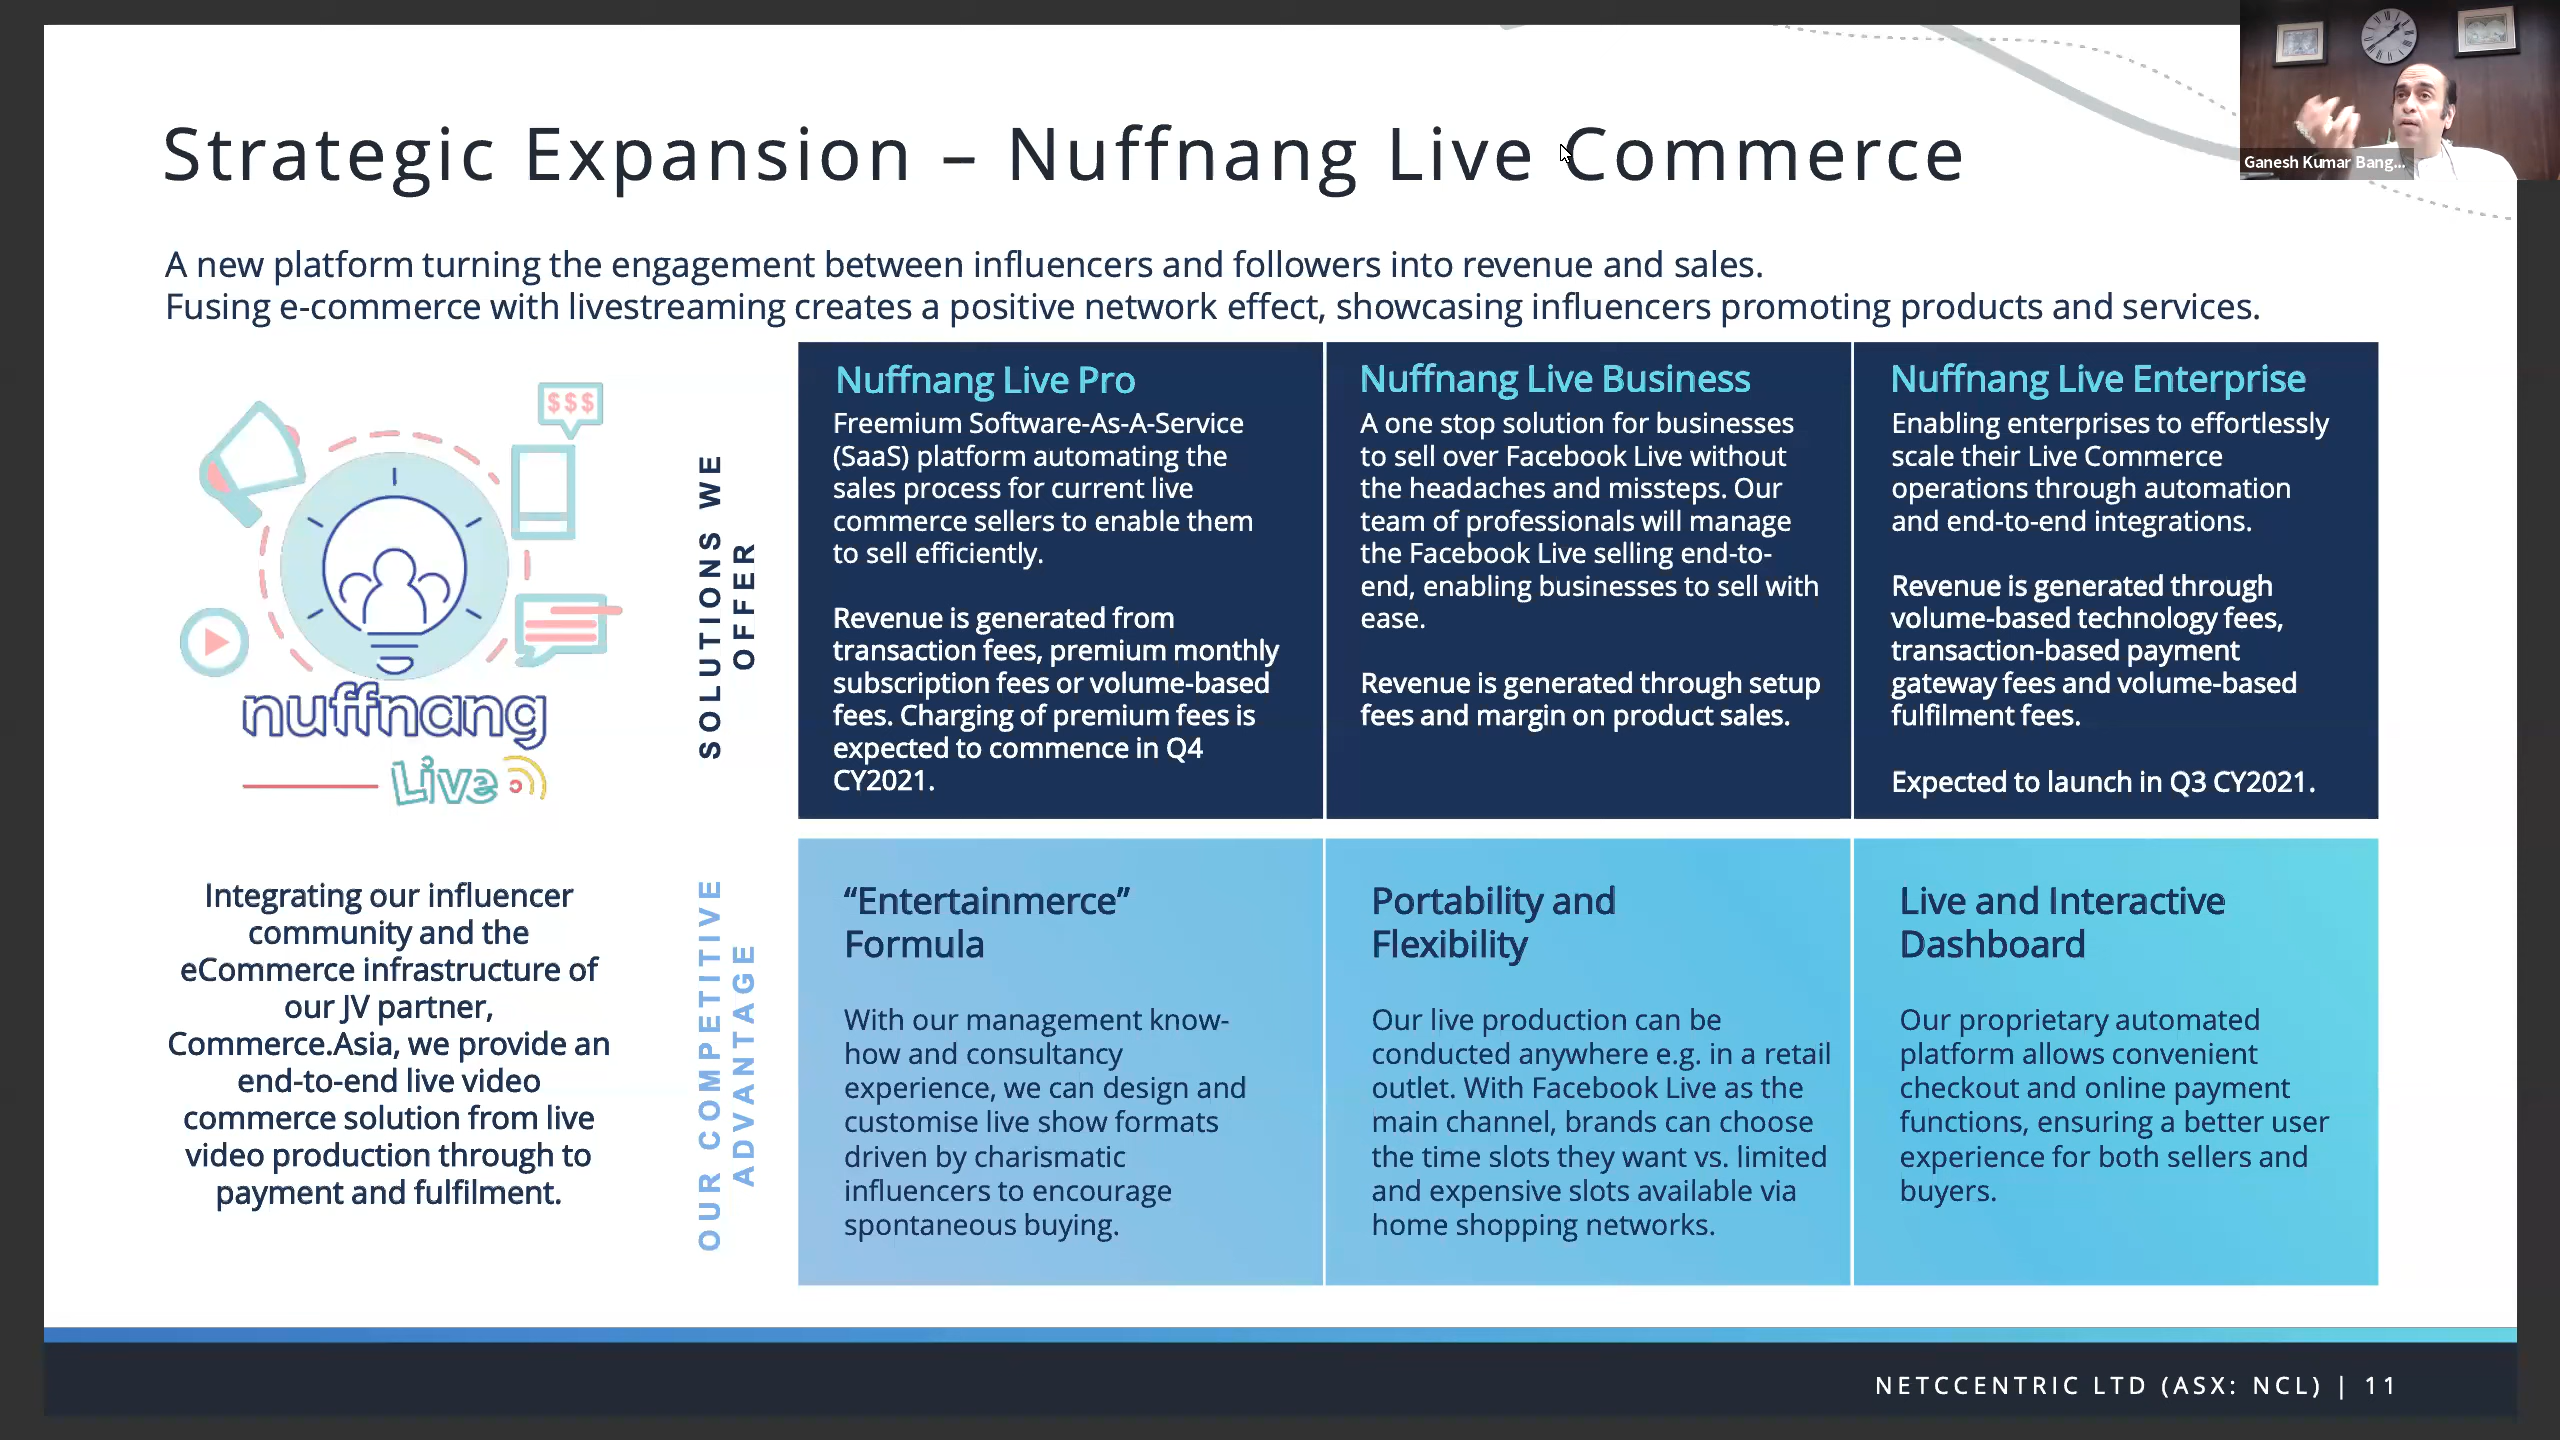 Strategic Expansion – Nuffnang Live Commerce
Ganesh Kumar Bang...
A new platform turning the engagement between influencers and followers into revenue and sales.
Fusing e-commerce with livestreaming creates a positive network effect, showcasing influencers promoting products and services.
$$$
nuffnang
Live
Integrating our influencer
community and the
eCommerce infrastructure of
our JV partner,
Commerce.Asia, we provide an
end-to-end live video
commerce solution from live
video production through to
payment and fulfilment.
SOLUTIONS WE
OFFER
Nuffnang Live Pro
Freemium Software-As-A-Service
(SaaS) platform automating the
sales process for current live
commerce sellers to enable them
to sell efficiently.
Revenue is generated from
transaction fees, premium monthly
subscription fees or volume-based
fees. Charging of premium fees is
expected to commence in Q4
CY2021.
Nuffnang Live Business
A one stop solution for businesses
to sell over Facebook Live without
the headaches and missteps. Our
team of professionals will manage
the Facebook Live selling end-to-
end, enabling businesses to sell with
ease.
Revenue is generated through setup
fees and margin on product sales.
Nuffnang Live Enterprise
Enabling enterprises to effortlessly
scale their Live Commerce
operations through automation
and end-to-end integrations.
Revenue is generated through
volume-based technology fees,
transaction-based payment
gateway fees and volume-based
fulfilment fees.
Expected to launch in Q3 CY2021.
OUR COMPETITIVE
ADVANTAGE
“Entertainmerce”
Formula
With our management know-
how and consultancy
experience, we can design and
customise live show formats
driven by charismatic
influencers to encourage
spontaneous buying.
Portability and
Flexibility
Our live production can be
conducted anywhere e.g. in a retail
outlet. With Facebook Live as the
main channel, brands can choose
the time slots they want vs. limited
and expensive slots available via
home shopping networks.
Live and Interactive
Dashboard
Our proprietary automated
platform allows convenient
checkout and online payment
functions, ensuring a better user
experience for both sellers and
buyers.
NETCCENTRIC LTD (ASX: NCL) | 11